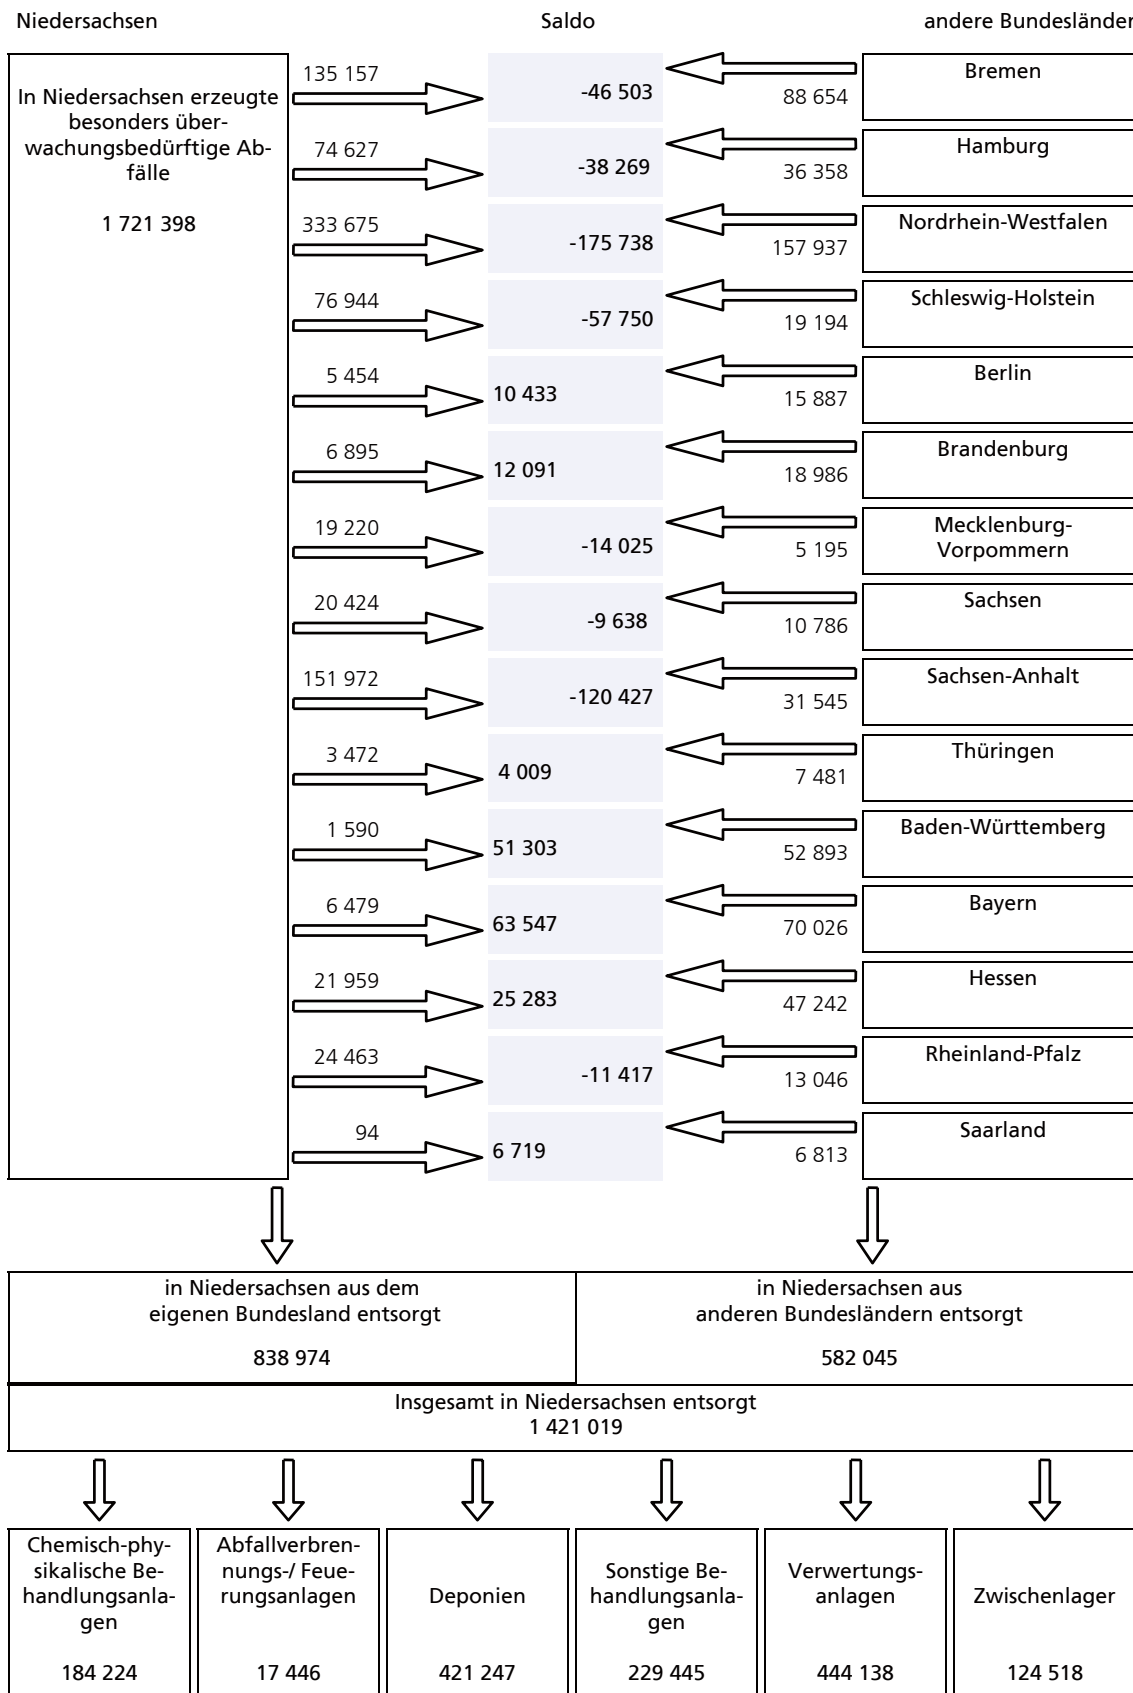 Niedersachsen Saldo andere Bundesländer
In Niedersachsen erzeugte
besonders über-
wachungsbedürftige Ab-
fälle
1 721 398
135 157 -46 503 88 654 Bremen
74 627 -38 269 36 358 Hamburg
333 675 -175 738 157 937 Nordrhein-Westfalen
76 944 -57 750 19 194 Schleswig-Holstein
5 454 10 433 15 887 Berlin
6 895 12 091 18 986 Brandenburg
19 220 -14 025 5 195 Mecklenburg-
Vorpommern
20 424 -9 638 10 786 Sachsen
151 972 -120 427 31 545 Sachsen-Anhalt
3 472 4 009 7 481 Thüringen
1 590 51 303 52 893 Baden-Württemberg
6 479 63 547 70 026 Bayern
21 959 25 283 47 242 Hessen
24 463 -11 417 13 046 Rheinland-Pfalz
94 6 719 6 813 Saarland
in Niedersachsen aus dem
eigenen Bundesland entsorgt
838 974
in Niedersachsen aus
anderen Bundesländern entsorgt
582 045
Insgesamt in Niedersachsen entsorgt
1 421 019
Chemisch-phy-
sikalische Be-
handlungsanla-
gen
184 224
Abfallverbren-
nungs-/ Feue-
rungsanlagen
17 446
Deponien
421 247
Sonstige Be-
handlungsanla-
gen
229 445
Verwertungs-
anlagen
444 138
Zwischenlager
124 518